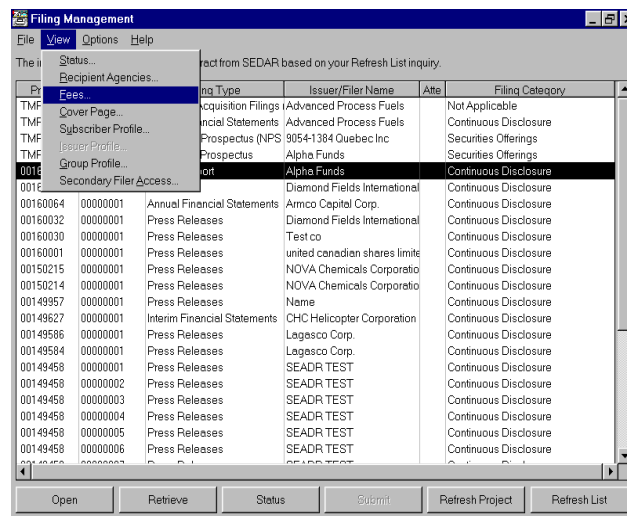 Filing Management
File View Options Help
Status...
The i ract from SEDAR based on your Refresh List inquiry.
Recipient Agencies...
Pr ng Type Issuer/Filer Name Atte Filing Category
Fees...
TMF cquisition Filings ( Advanced Process Fuels Not Applicable
Cover Page...
TMF ncial Statements Advanced Process Fuels Continuous Disclosure
Subscriber Profile...
TMF Prospectus (NPS 9054-1384 Quebec Inc Securities Offerings
Issuer Profile...
TMF Prospectus Alpha Funds Securities Offerings
Group Profile...
0016 ort Alpha Funds Continuous Disclosure
Secondary Filer Access...
0016 Diamond Fields International Continuous Disclosure
00160064 00000001 Annual Financial Statements Armco Capital Corp. Continuous Disclosure
00160032 00000001 Press Releases Diamond Fields International Continuous Disclosure
00160030 00000001 Press Releases Test co Continuous Disclosure
00160001 00000001 Press Releases united canadian shares limite Continuous Disclosure
00150215 00000001 Press Releases NOVA Chemicals Corporatio Continuous Disclosure
00150214 00000001 Press Releases NOVA Chemicals Corporatio Continuous Disclosure
00149957 00000001 Press Releases Name Continuous Disclosure
00149627 00000001 Interim Financial Statements CHC Helicopter Corporation Continuous Disclosure
00149586 00000001 Press Releases Lagasco Corp. Continuous Disclosure
00149584 00000001 Press Releases Lagasco Corp. Continuous Disclosure
00149458 00000001 Press Releases SEADR TEST Continuous Disclosure
00149458 00000002 Press Releases SEADR TEST Continuous Disclosure
00149458 00000003 Press Releases SEADR TEST Continuous Disclosure
00149458 00000004 Press Releases SEADR TEST Continuous Disclosure
00149458 00000005 Press Releases SEADR TEST Continuous Disclosure
00149458 00000006 Press Releases SEADR TEST Continuous Disclosure
Open Retrieve Status Submit Refresh Project Refresh List